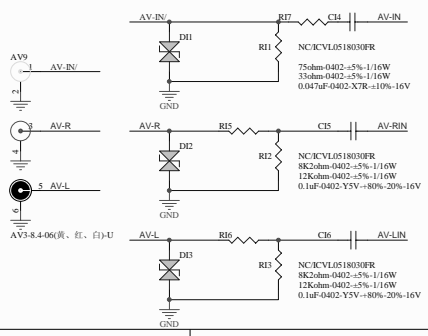 AV9
1 AV-IN/
2
3 AV-R
4
5 AV-L
6
AV3-8.4-06(黄、红、白)-U
AV-IN/ RI7 CI4 AV-IN
DI1
RI1 NC/ICVL0518030FR
75ohm-0402-±5%-1/16W
33ohm-0402-±5%-1/16W
0.047uF-0402-X7R-±10%-16V
GND
AV-R RI5 CI5 AV-RIN
DI2
RI2 NC/ICVL0518030FR
8K2ohm-0402-±5%-1/16W
12Kohm-0402-±5%-1/16W
0.1uF-0402-Y5V-+80%-20%-16V
GND
AV-L RI6 CI6 AV-LIN
DI3
RI3 NC/ICVL0518030FR
8K2ohm-0402-±5%-1/16W
12Kohm-0402-±5%-1/16W
0.1uF-0402-Y5V-+80%-20%-16V
GND